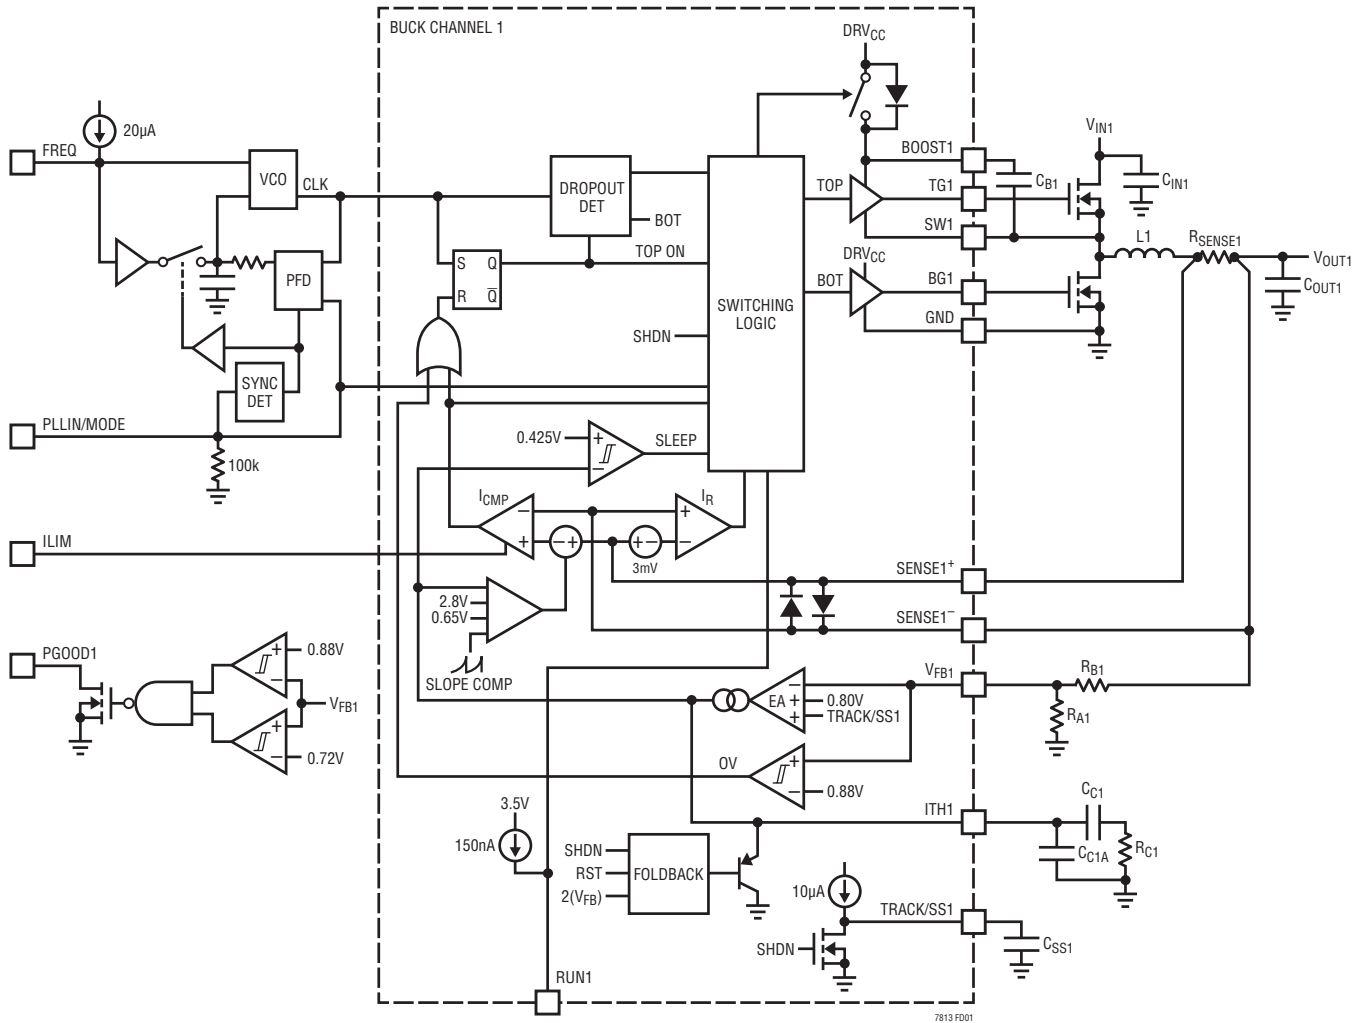 BUCK CHANNEL 1
DRVCC
20µA
FREQ
VCO
CLK
DROPOUT
DET
BOT
TOP ON
S Q
R Q̅
PFD
SYNC
DET
PLLIN/MODE
100k
SHDN
SWITCHING
LOGIC
TOP
BOT
DRVCC
BOOST1
TG1
SW1
BG1
GND
CB1
VIN1
CIN1
L1
RSENSE1
VOUT1
COUT1
0.425V
+
−
SLEEP
ICMP
−
+
− +
IR
+
−
+ −
3mV
ILIM
2.8V
0.65V
SLOPE COMP
SENSE1+
SENSE1−
PGOOD1
+
−
0.88V
VFB1
+
−
0.72V
VFB1
−
EA +
+
0.80V
TRACK/SS1
RB1
RA1
OV
+
−
0.88V
ITH1
CC1
CC1A
RC1
3.5V
150nA
SHDN
RST
2(VFB)
FOLDBACK
10µA
TRACK/SS1
SHDN
CSS1
RUN1
7813 FD01